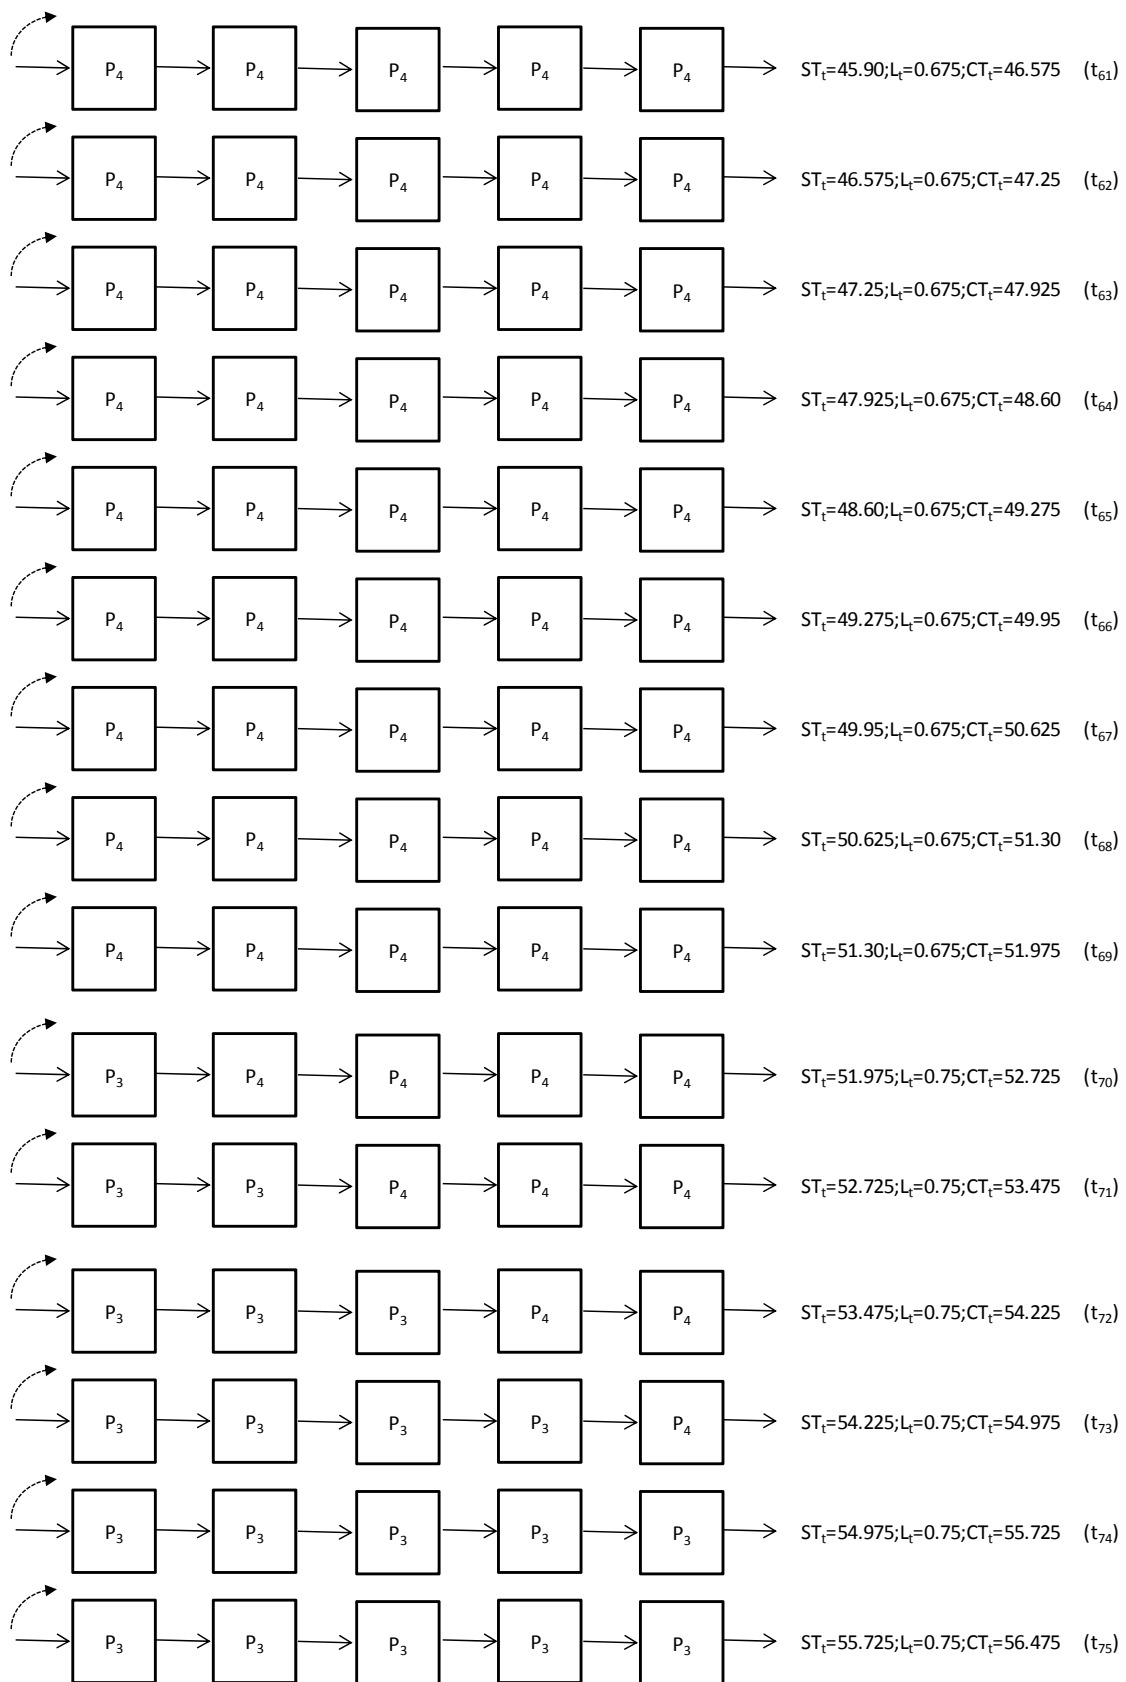 P₄ P₄ P₄ P₄ P₄ STₜ=45.90;Lₜ=0.675;CTₜ=46.575 (t₆₁)
P₄ P₄ P₄ P₄ P₄ STₜ=46.575;Lₜ=0.675;CTₜ=47.25 (t₆₂)
P₄ P₄ P₄ P₄ P₄ STₜ=47.25;Lₜ=0.675;CTₜ=47.925 (t₆₃)
P₄ P₄ P₄ P₄ P₄ STₜ=47.925;Lₜ=0.675;CTₜ=48.60 (t₆₄)
P₄ P₄ P₄ P₄ P₄ STₜ=48.60;Lₜ=0.675;CTₜ=49.275 (t₆₅)
P₄ P₄ P₄ P₄ P₄ STₜ=49.275;Lₜ=0.675;CTₜ=49.95 (t₆₆)
P₄ P₄ P₄ P₄ P₄ STₜ=49.95;Lₜ=0.675;CTₜ=50.625 (t₆₇)
P₄ P₄ P₄ P₄ P₄ STₜ=50.625;Lₜ=0.675;CTₜ=51.30 (t₆₈)
P₄ P₄ P₄ P₄ P₄ STₜ=51.30;Lₜ=0.675;CTₜ=51.975 (t₆₉)
P₃ P₄ P₄ P₄ P₄ STₜ=51.975;Lₜ=0.75;CTₜ=52.725 (t₇₀)
P₃ P₃ P₄ P₄ P₄ STₜ=52.725;Lₜ=0.75;CTₜ=53.475 (t₇₁)
P₃ P₃ P₃ P₄ P₄ STₜ=53.475;Lₜ=0.75;CTₜ=54.225 (t₇₂)
P₃ P₃ P₃ P₃ P₄ STₜ=54.225;Lₜ=0.75;CTₜ=54.975 (t₇₃)
P₃ P₃ P₃ P₃ P₃ STₜ=54.975;Lₜ=0.75;CTₜ=55.725 (t₇₄)
P₃ P₃ P₃ P₃ P₃ STₜ=55.725;Lₜ=0.75;CTₜ=56.475 (t₇₅)